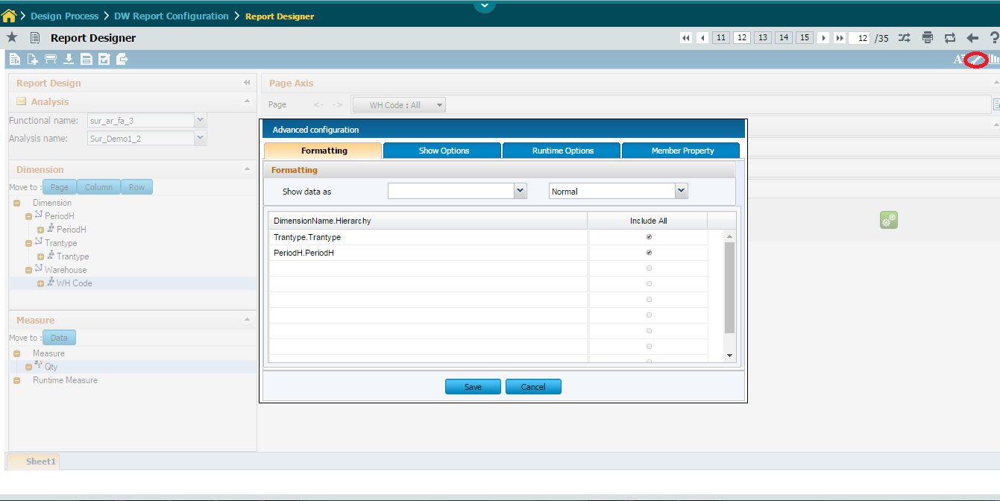 Design Process > DW Report Configuration > Report Designer
Report Designer
11 12 13 14 15 12 /35
Report Design
Page Axis
Analysis
Page <- -> WH Code : All
Functional name: sur_ar_fa_3
Analysis name: Sur_Demo1_2
Dimension
Move to : Page Column Row
Dimension
PeriodH
PeriodH
Trantype
Trantype
Warehouse
WH Code
Measure
Move to : Data
Measure
Qty
Runtime Measure
Advanced configuration
Formatting Show Options Runtime Options Member Property
Formatting
Show data as Normal
DimensionName.Hierarchy Include All
Trantype.Trantype
PeriodH.PeriodH
Save Cancel
Sheet1